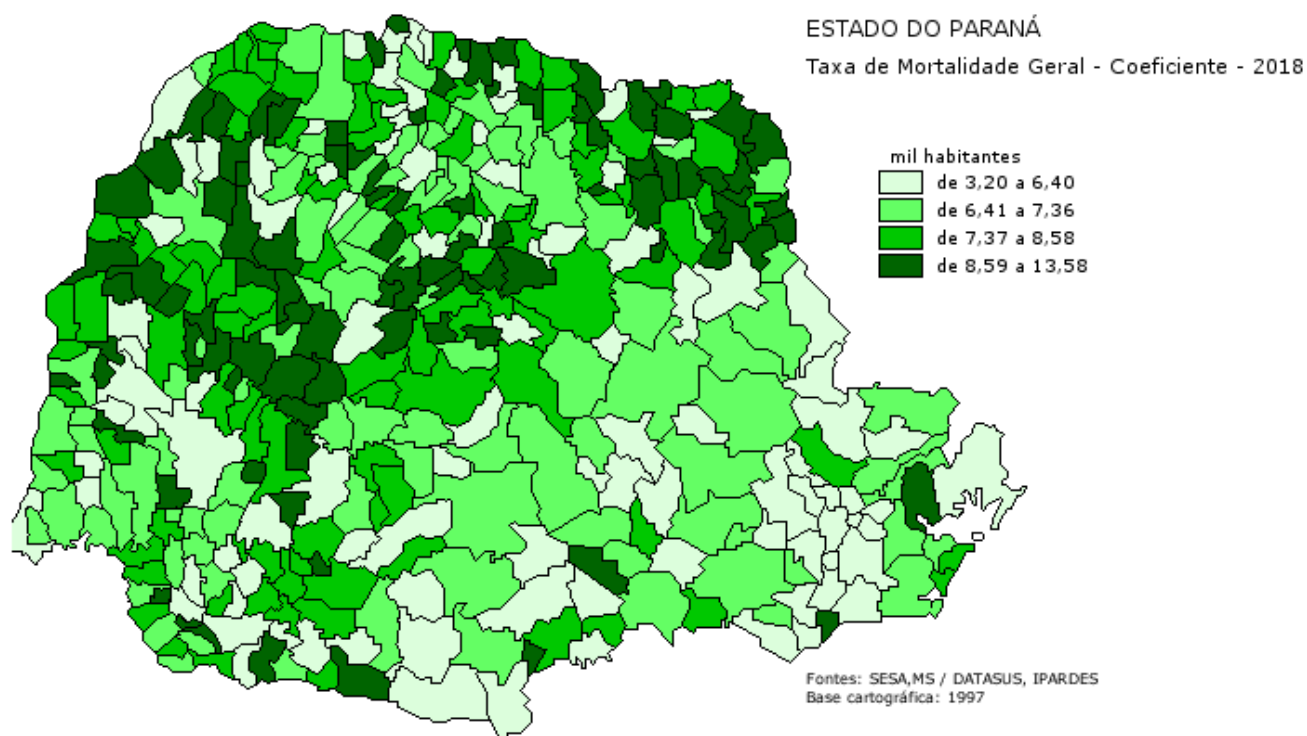 ESTADO DO PARANÁ
Taxa de Mortalidade Geral - Coeficiente - 2018
mil habitantes
de 3,20 a 6,40
de 6,41 a 7,36
de 7,37 a 8,58
de 8,59 a 13,58
Fontes: SESA,MS / DATASUS, IPARDES
Base cartográfica: 1997